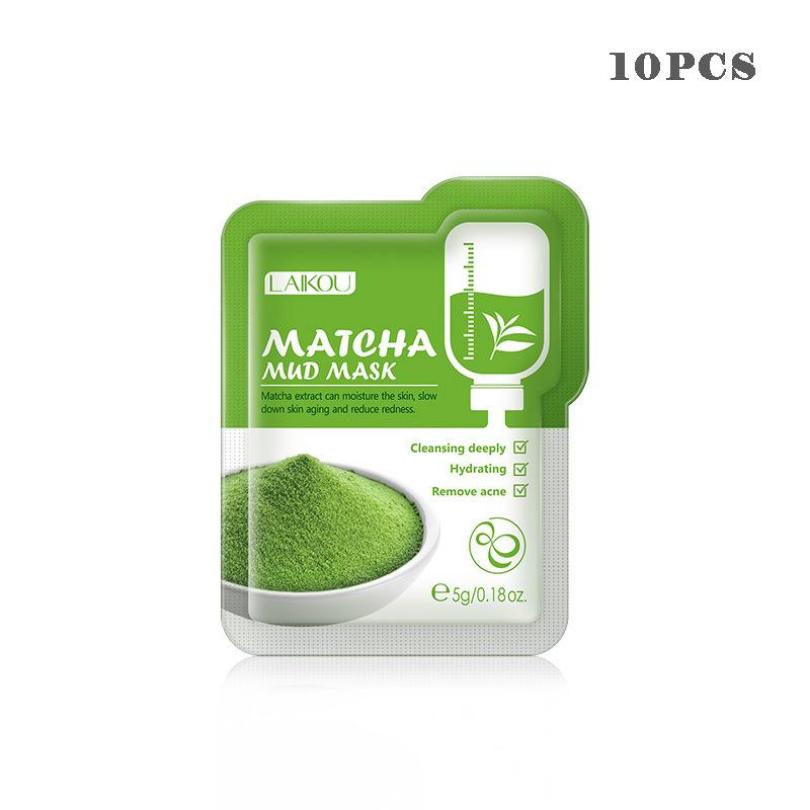 10PCS
LAIKOU
MATCHA
MUD MASK
Matcha extract can moisture the skin, slow
down skin aging and reduce redness.
Cleansing deeply
Hydrating
Remove acne
℮5g/0.18oz.